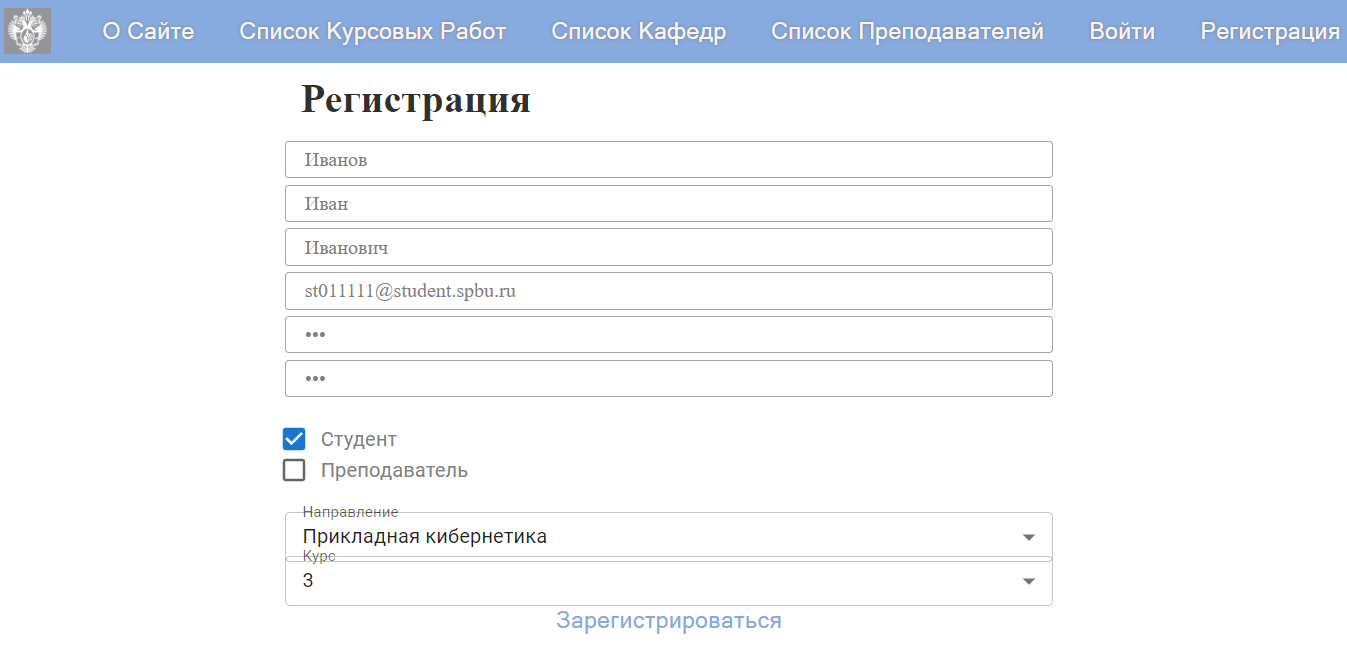 О Сайте Список Курсовых Работ Список Кафедр Список Преподавателей Войти Регистрация
Регистрация
Иванов
Иван
Иванович
st011111@student.spbu.ru
•••
•••
Студент
Преподаватель
Направление
Прикладная кибернетика
Курс
3
Зарегистрироваться